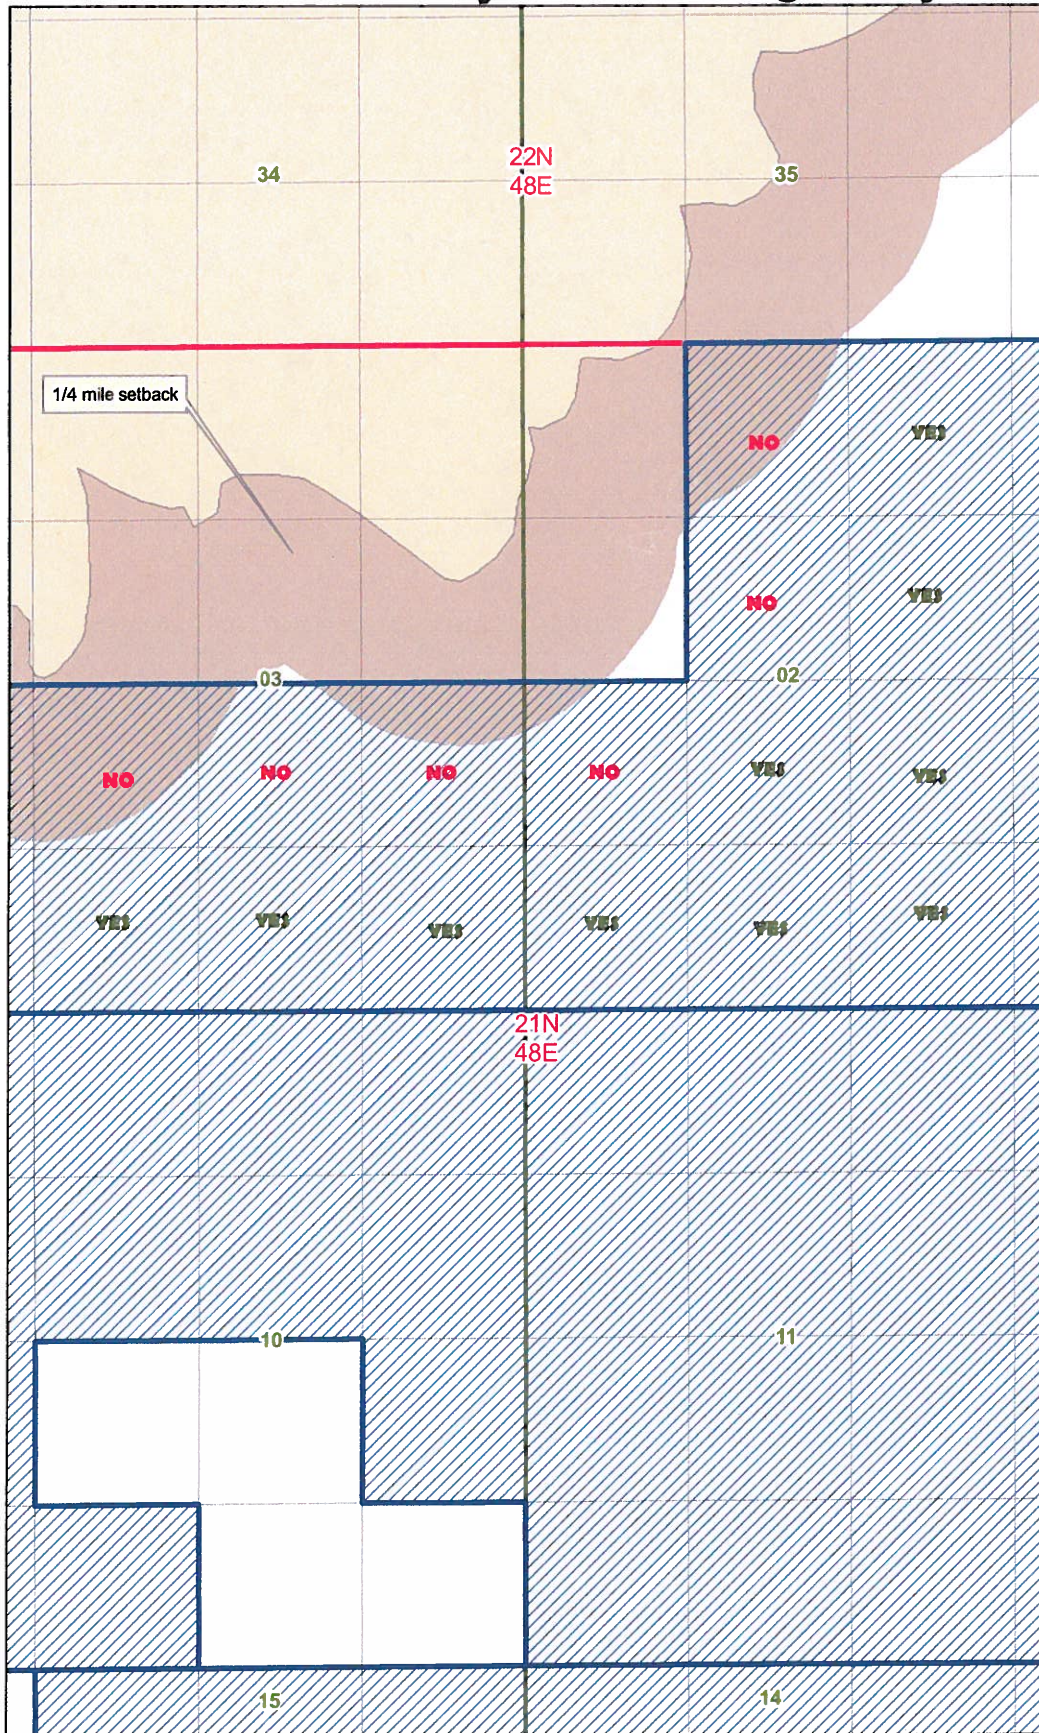 22N
34
35
48E
1/4 mile setback
NO
YES
NO
YES
03
02
NO
NO
NO
NO
YES
YES
YES
YES
YES
YES
YES
YES
21N
48E
10
11
15
14